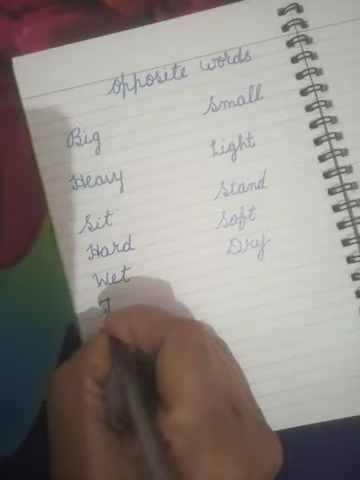 opposite words
Big Small
Heavy Light
Sit Stand
Hard Soft
Wet Dry